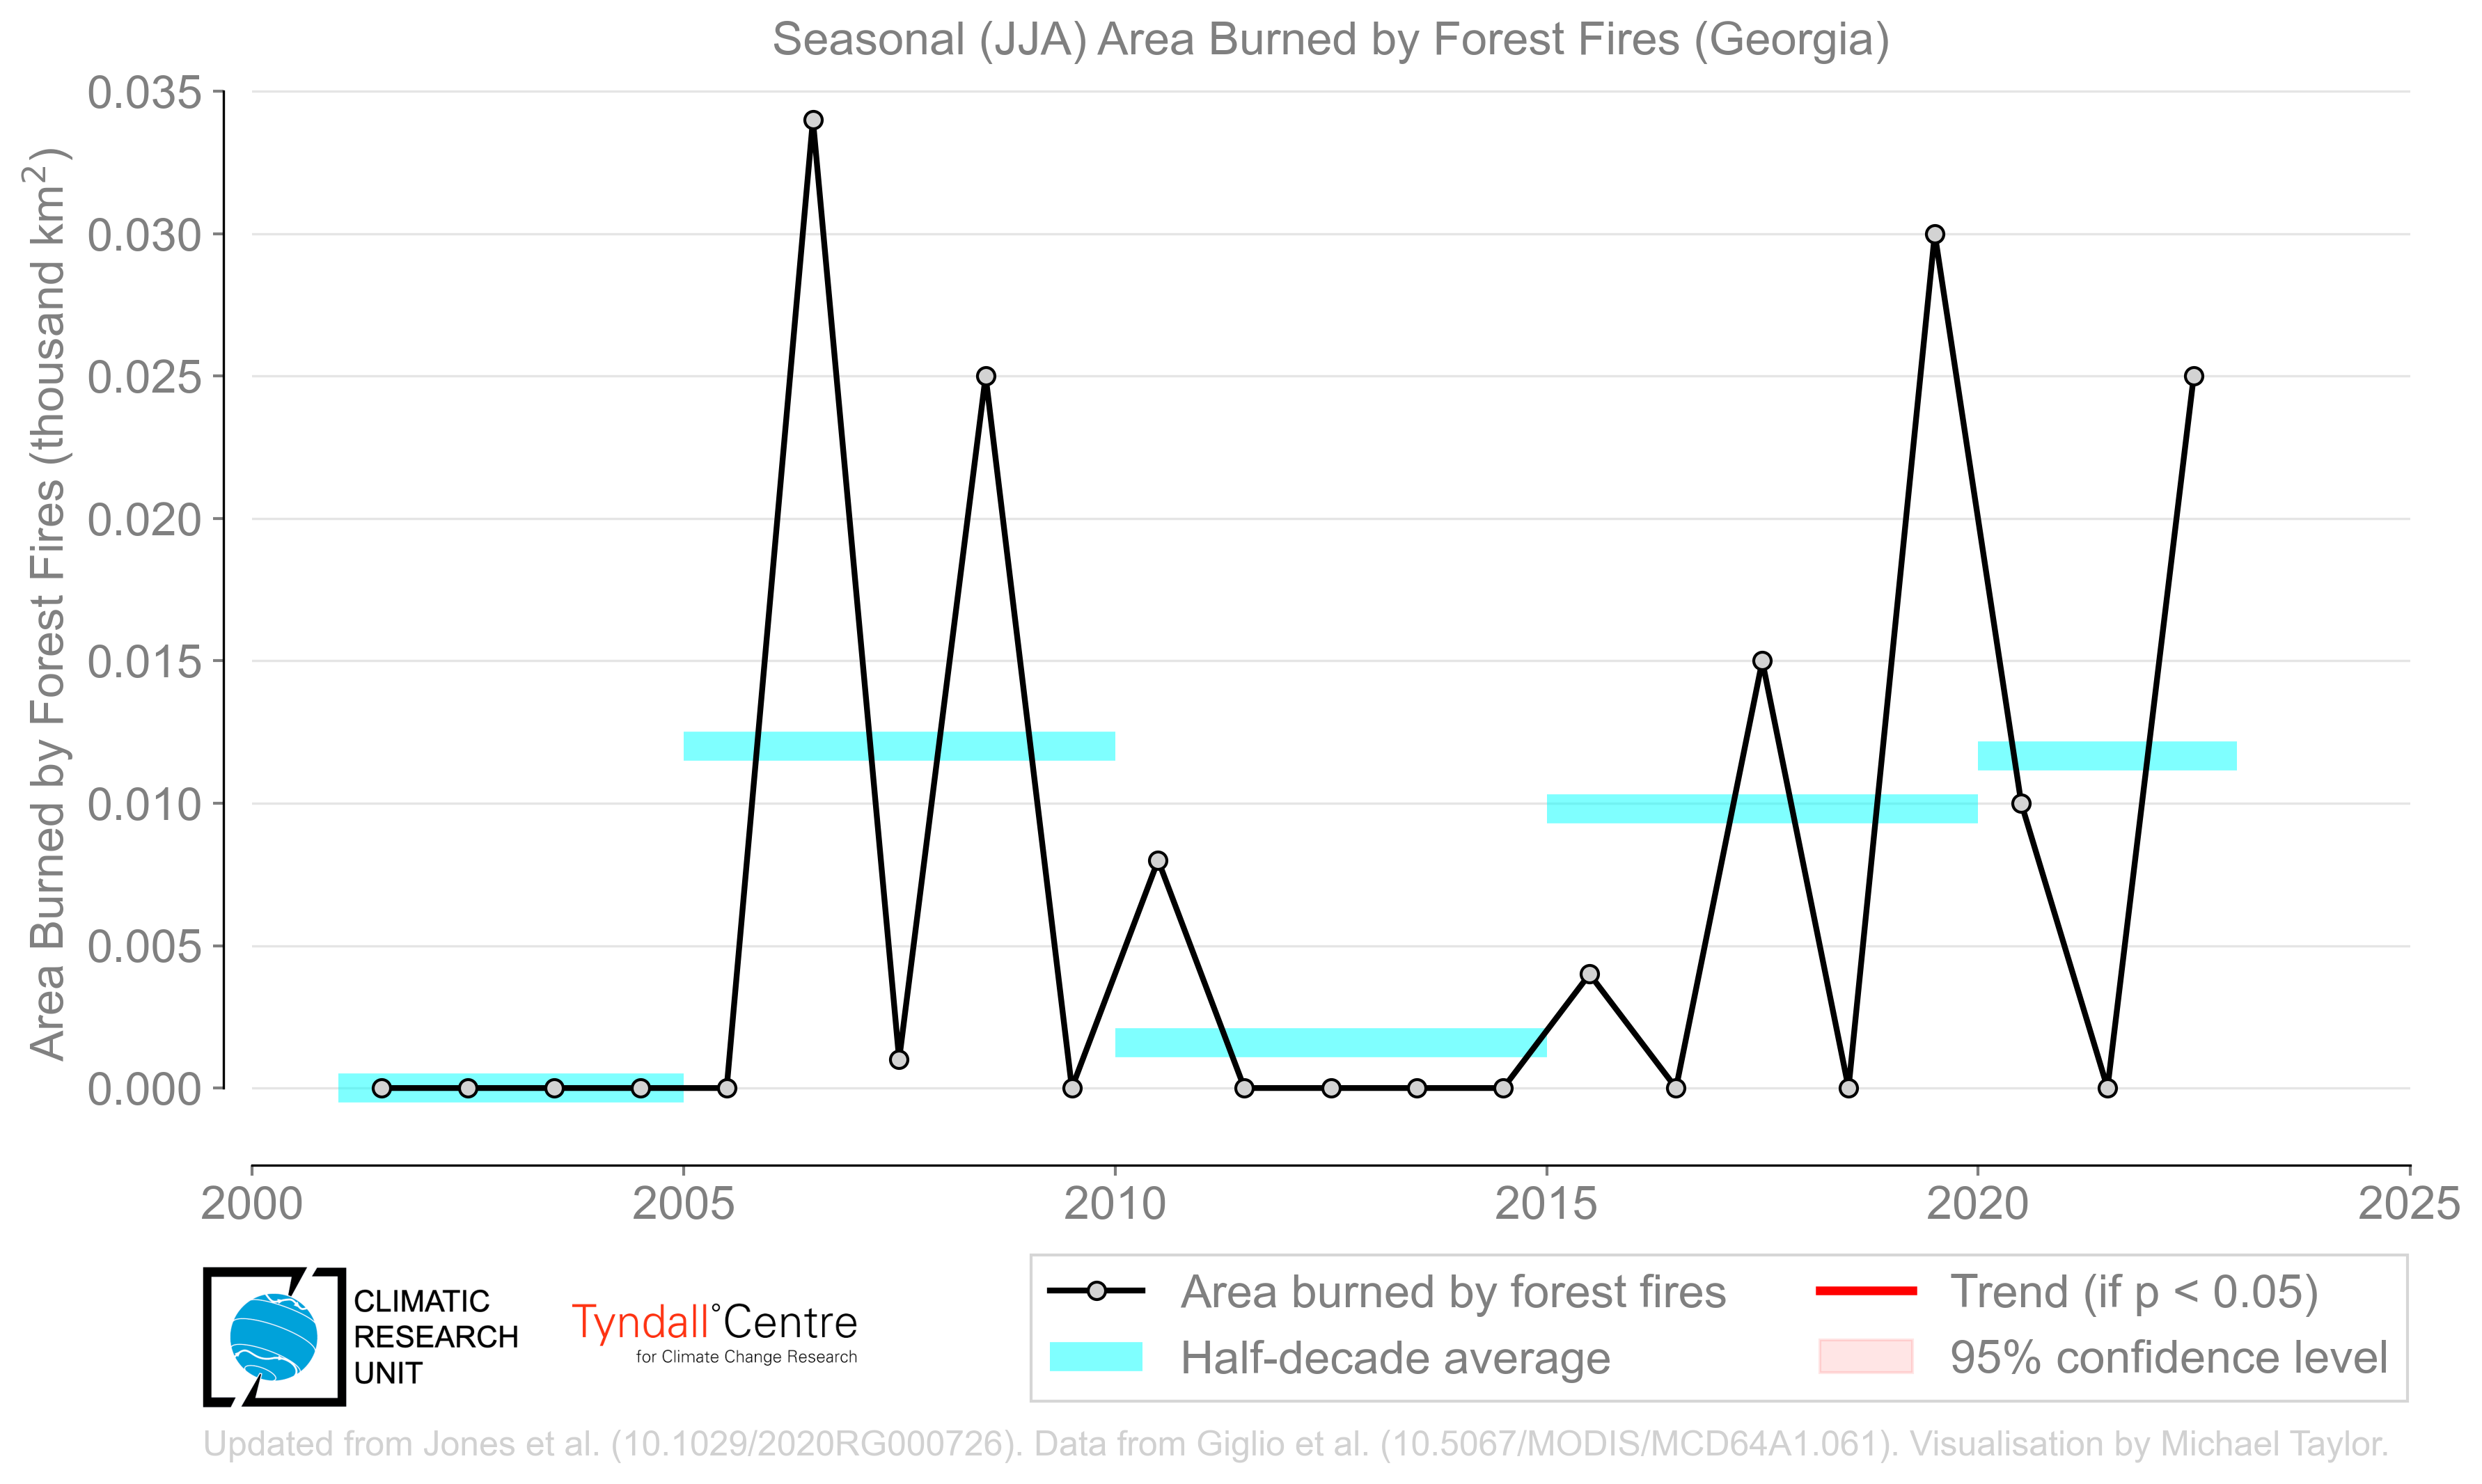 Seasonal (JJA) Area Burned by Forest Fires (Georgia)
Area Burned by Forest Fires (thousand km²)
0.035
0.030
0.025
0.020
0.015
0.010
0.005
0.000
2000 2005 2010 2015 2020 2025
CLIMATIC
RESEARCH
UNIT
Tyndall°Centre
for Climate Change Research
Area burned by forest fires
Half-decade average
Trend (if p < 0.05)
95% confidence level
Updated from Jones et al. (10.1029/2020RG000726). Data from Giglio et al. (10.5067/MODIS/MCD64A1.061). Visualisation by Michael Taylor.